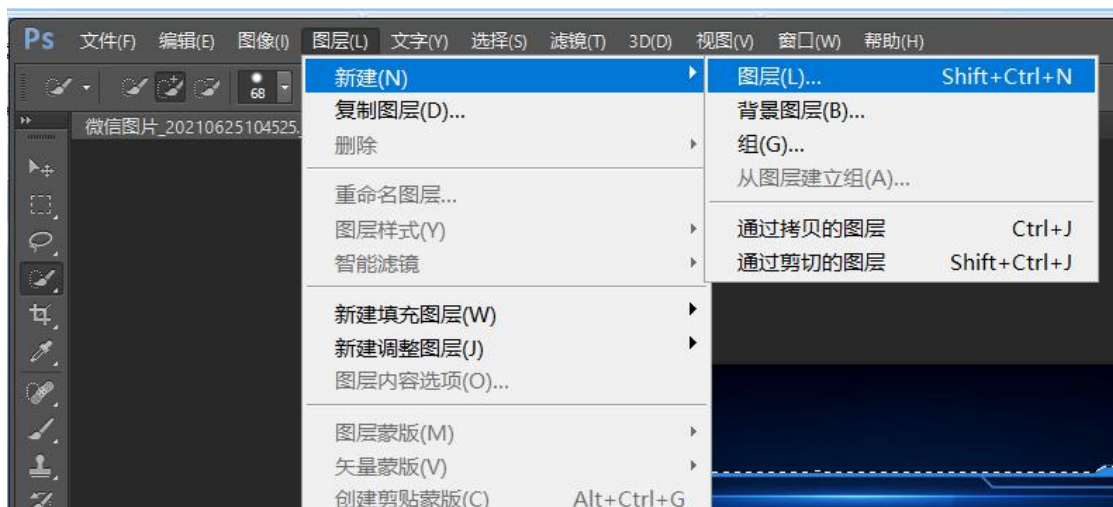 Ps 文件(F) 编辑(E) 图像(I) 图层(L) 文字(Y) 选择(S) 滤镜(T) 3D(D) 视图(V) 窗口(W) 帮助(H)
68
微信图片_20210625104525.
新建(N)
复制图层(D)...
删除
重命名图层...
图层样式(Y)
智能滤镜
新建填充图层(W)
新建调整图层(J)
图层内容选项(O)...
图层蒙版(M)
矢量蒙版(V)
创建剪贴蒙版(C) Alt+Ctrl+G
图层(L)... Shift+Ctrl+N
背景图层(B)...
组(G)...
从图层建立组(A)...
通过拷贝的图层 Ctrl+J
通过剪切的图层 Shift+Ctrl+J